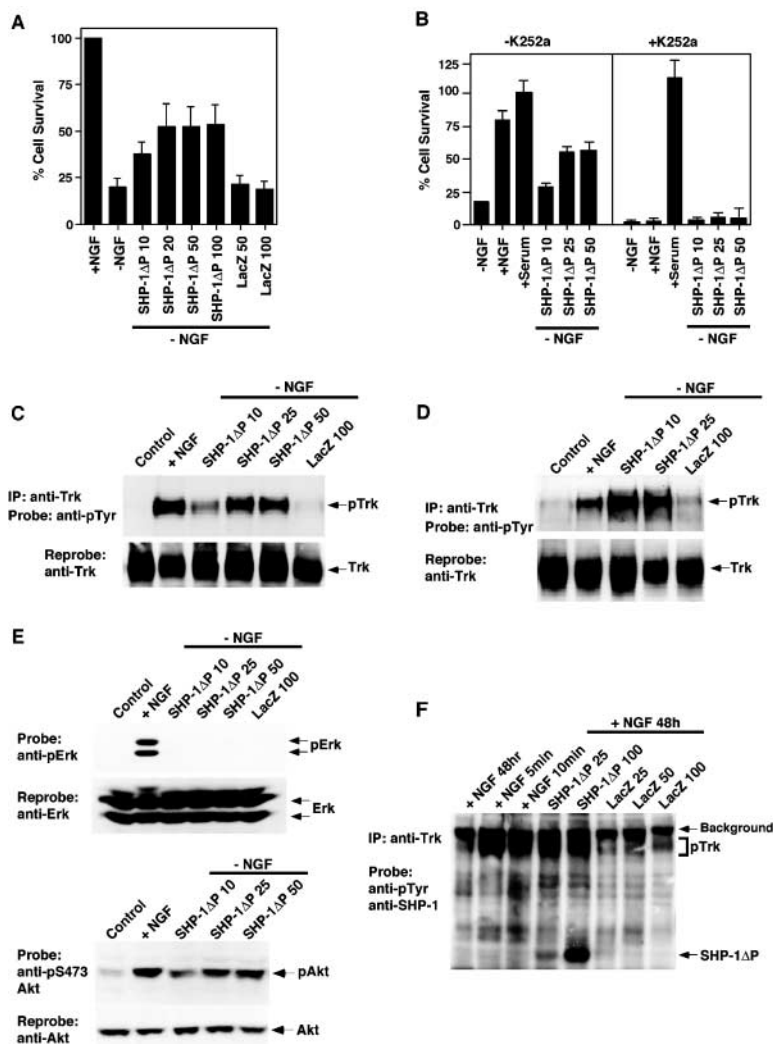 A
% Cell Survival
100
75
50
25
0
+NGF
-NGF
SHP-1ΔP 10
SHP-1ΔP 20
SHP-1ΔP 50
SHP-1ΔP 100
LacZ 50
LacZ 100
- NGF
B
-K252a
+K252a
% Cell Survival
125
100
75
50
25
0
-NGF
+NGF
+Serum
SHP-1ΔP 10
SHP-1ΔP 25
SHP-1ΔP 50
-NGF
+NGF
+Serum
SHP-1ΔP 10
SHP-1ΔP 25
SHP-1ΔP 50
- NGF
- NGF
C
- NGF
Control
+ NGF
SHP-1ΔP 10
SHP-1ΔP 25
SHP-1ΔP 50
LacZ 100
IP: anti-Trk
Probe: anti-pTyr
pTrk
Reprobe:
anti-Trk
Trk
D
- NGF
Control
+ NGF
SHP-1ΔP 10
SHP-1ΔP 25
LacZ 100
IP: anti-Trk
Probe: anti-pTyr
pTrk
Reprobe:
anti-Trk
Trk
E
- NGF
Control
+ NGF
SHP-1ΔP 10
SHP-1ΔP 25
SHP-1ΔP 50
LacZ 100
Probe:
anti-pErk
pErk
Reprobe:
anti-Erk
Erk
- NGF
Control
+ NGF
SHP-1ΔP 10
SHP-1ΔP 25
SHP-1ΔP 50
Probe:
anti-pS473
Akt
pAkt
Reprobe:
anti-Akt
Akt
F
+ NGF 48h
+ NGF 48hr
+ NGF 5min
+ NGF 10min
SHP-1ΔP 25
SHP-1ΔP 100
LacZ 25
LacZ 50
LacZ 100
IP: anti-Trk
Background
pTrk
Probe:
anti-pTyr
anti-SHP-1
SHP-1ΔP